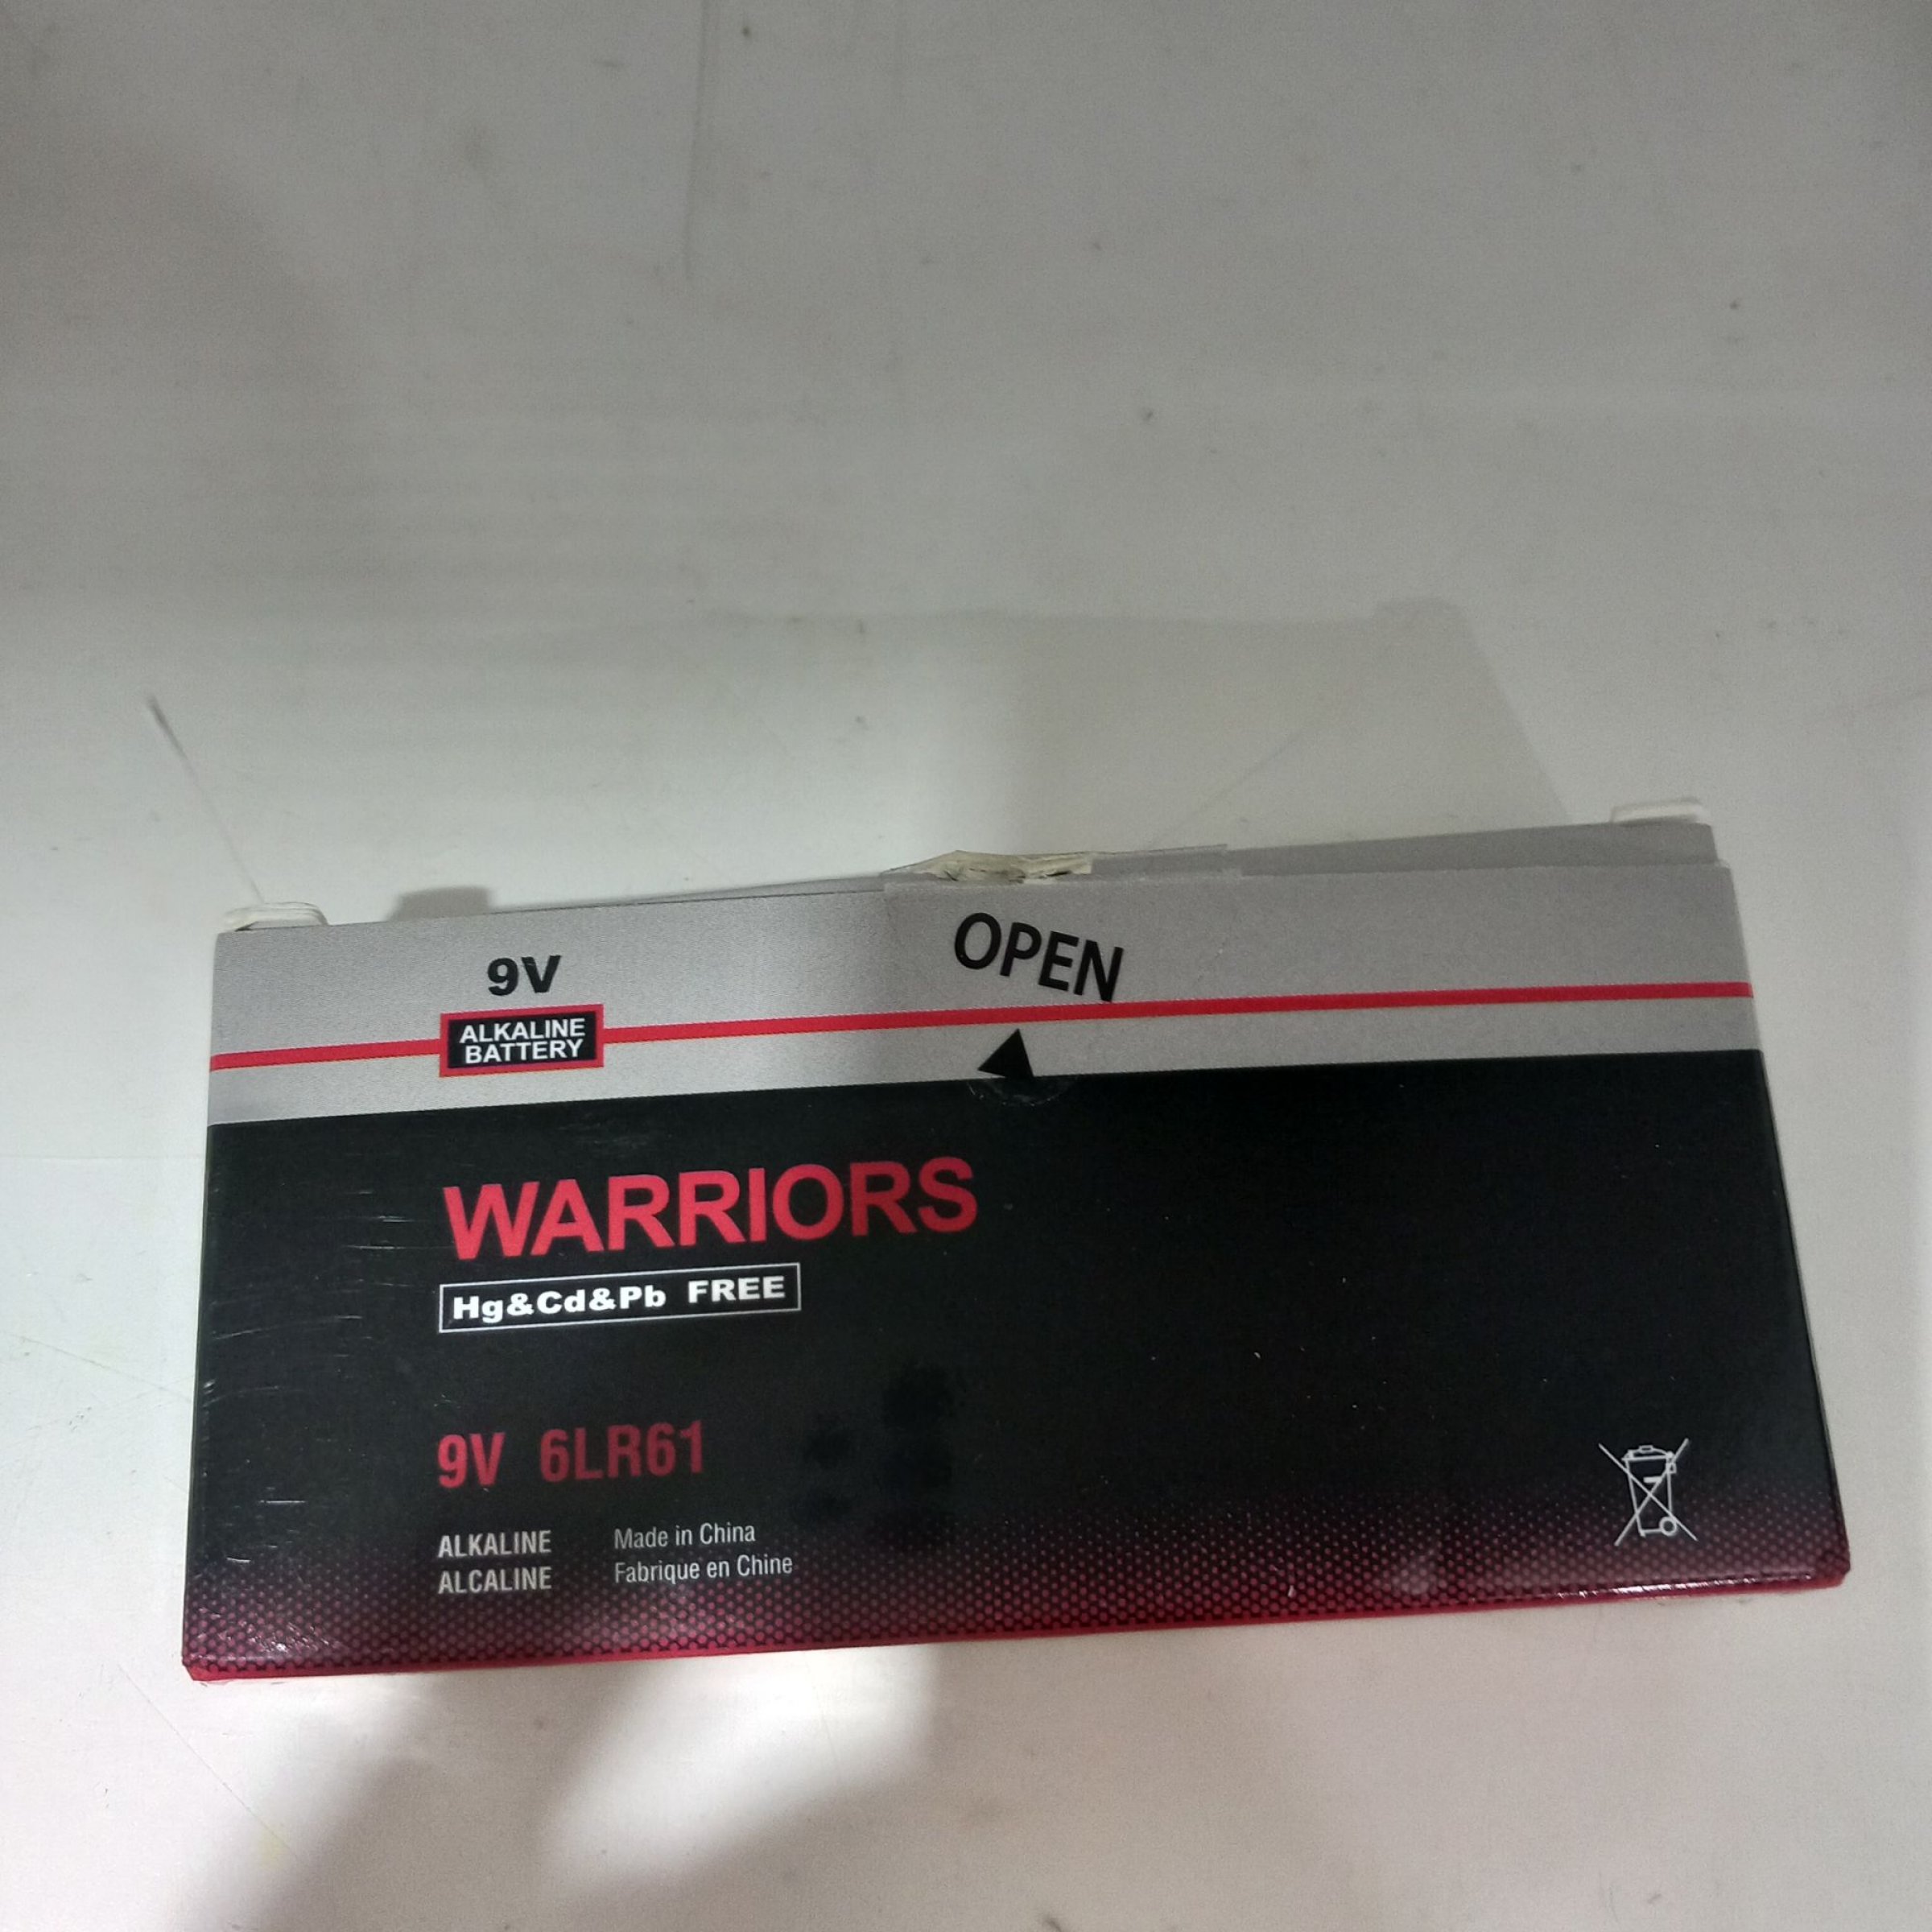 9V
OPEN
ALKALINE
BATTERY
WARRIORS
Hg&Cd&Pb FREE
9V 6LR61
ALKALINE Made in China
ALCALINE Fabrique en Chine